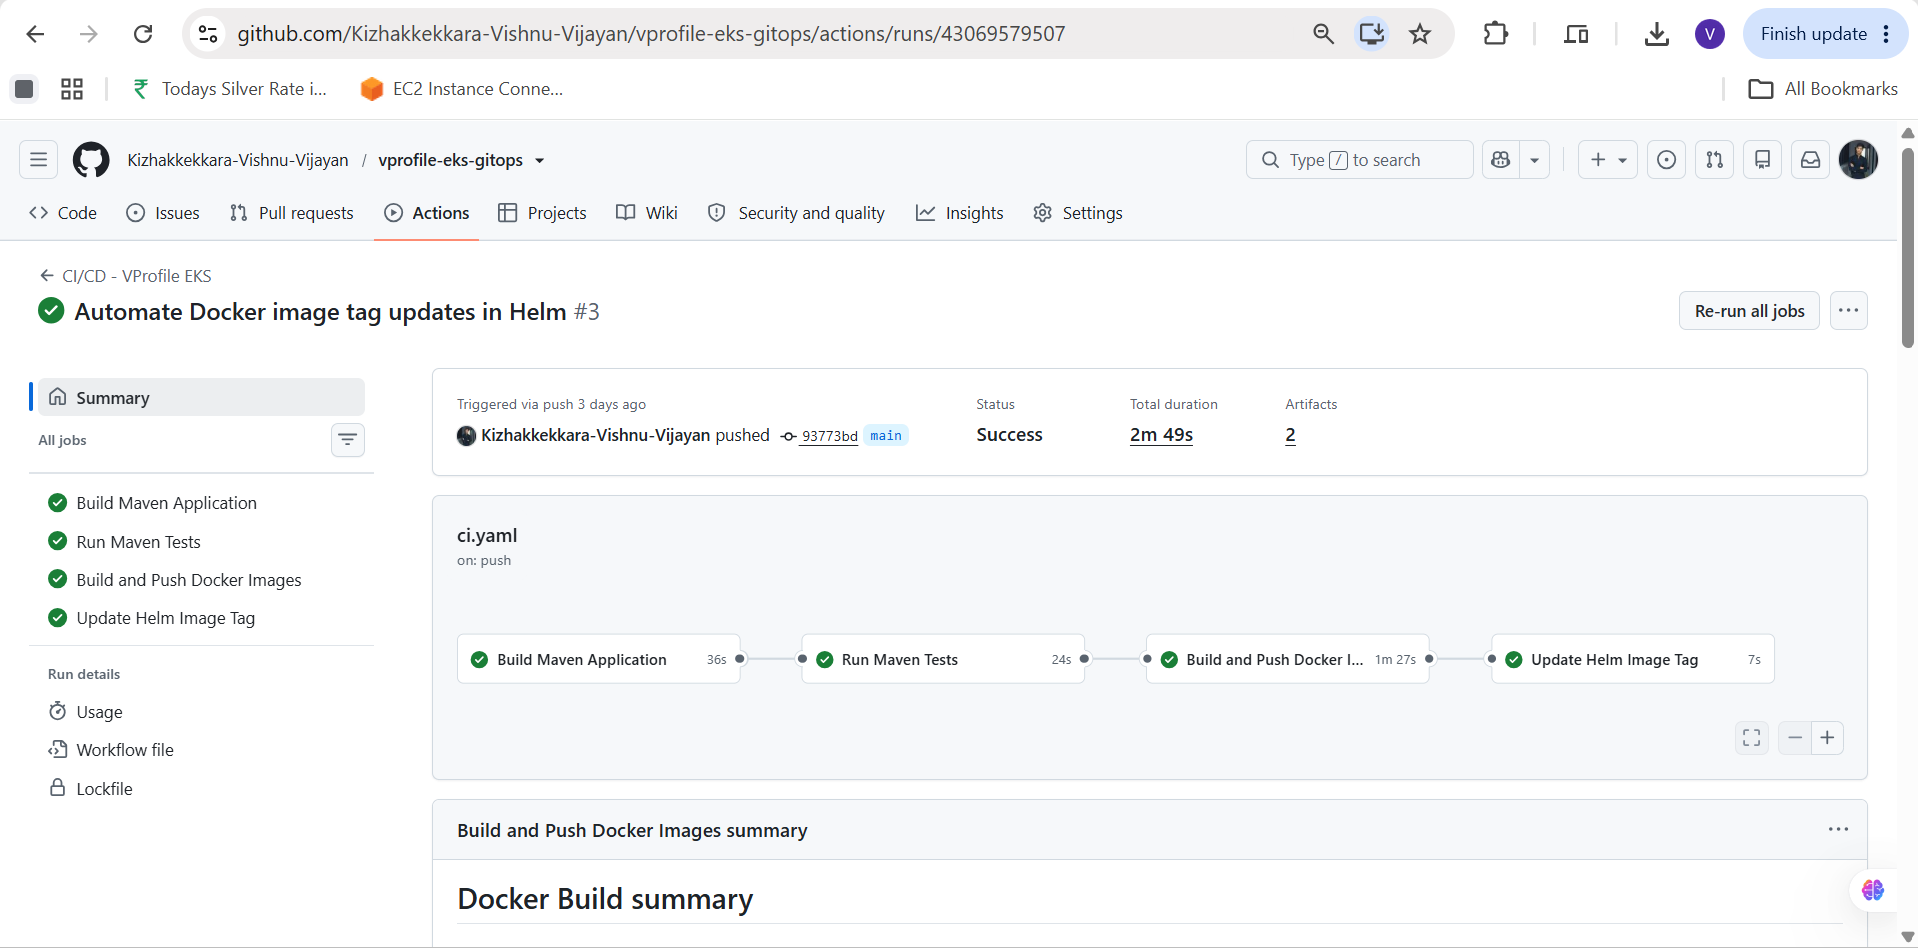 github.com/Kizhakkekkara-Vishnu-Vijayan/vprofile-eks-gitops/actions/runs/43069579507
V
Finish update
Todays Silver Rate i...
EC2 Instance Conne...
All Bookmarks
Kizhakkekkara-Vishnu-Vijayan / vprofile-eks-gitops
Type / to search
Code
Issues
Pull requests
Actions
Projects
Wiki
Security and quality
Insights
Settings
CI/CD - VProfile EKS
Automate Docker image tag updates in Helm #3
Re-run all jobs
Summary
All jobs
Build Maven Application
Run Maven Tests
Build and Push Docker Images
Update Helm Image Tag
Run details
Usage
Workflow file
Lockfile
Triggered via push 3 days ago
Kizhakkekkara-Vishnu-Vijayan pushed 93773bd main
Status
Success
Total duration
2m 49s
Artifacts
2
ci.yaml
on: push
Build Maven Application 36s
Run Maven Tests 24s
Build and Push Docker I... 1m 27s
Update Helm Image Tag 7s
Build and Push Docker Images summary
Docker Build summary